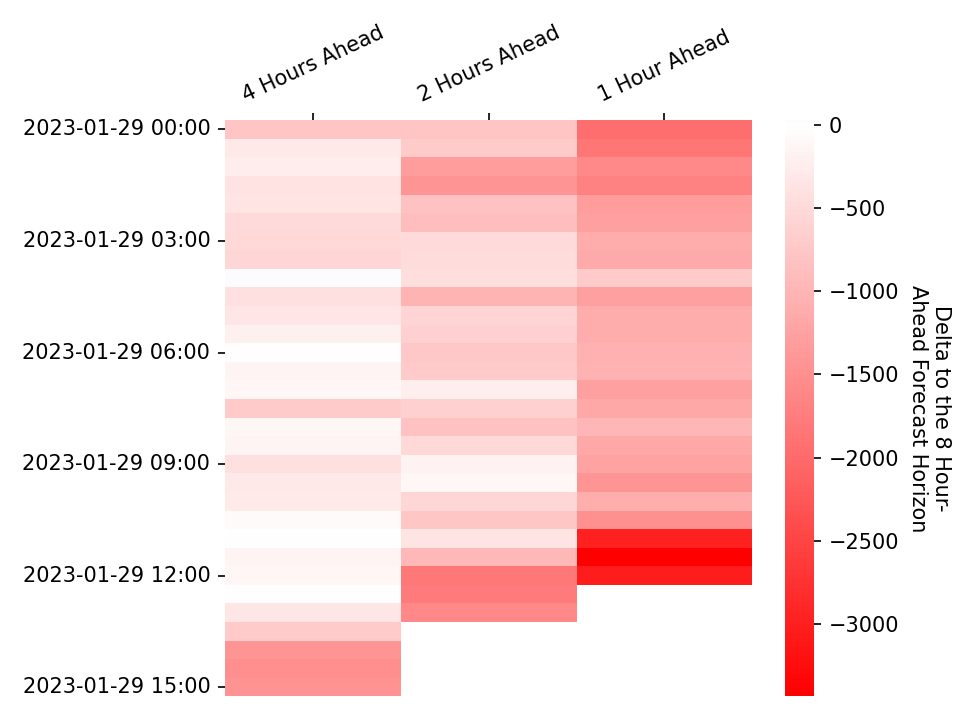 4 Hours Ahead
2 Hours Ahead
1 Hour Ahead
2023-01-29 00:00
2023-01-29 03:00
2023-01-29 06:00
2023-01-29 09:00
2023-01-29 12:00
2023-01-29 15:00
0
−500
−1000
−1500
−2000
−2500
−3000
Delta to the 8 Hour-
Ahead Forecast Horizon